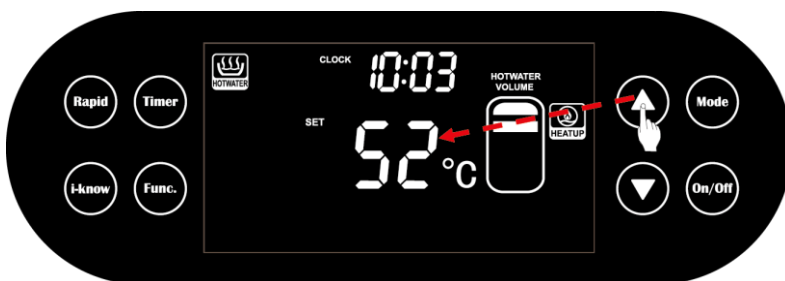 Rapid
Timer
i-know
Func.
HOTWATER
CLOCK 10:03
SET 52 °C
HOTWATER
VOLUME
HEATUP
Mode
On/Off